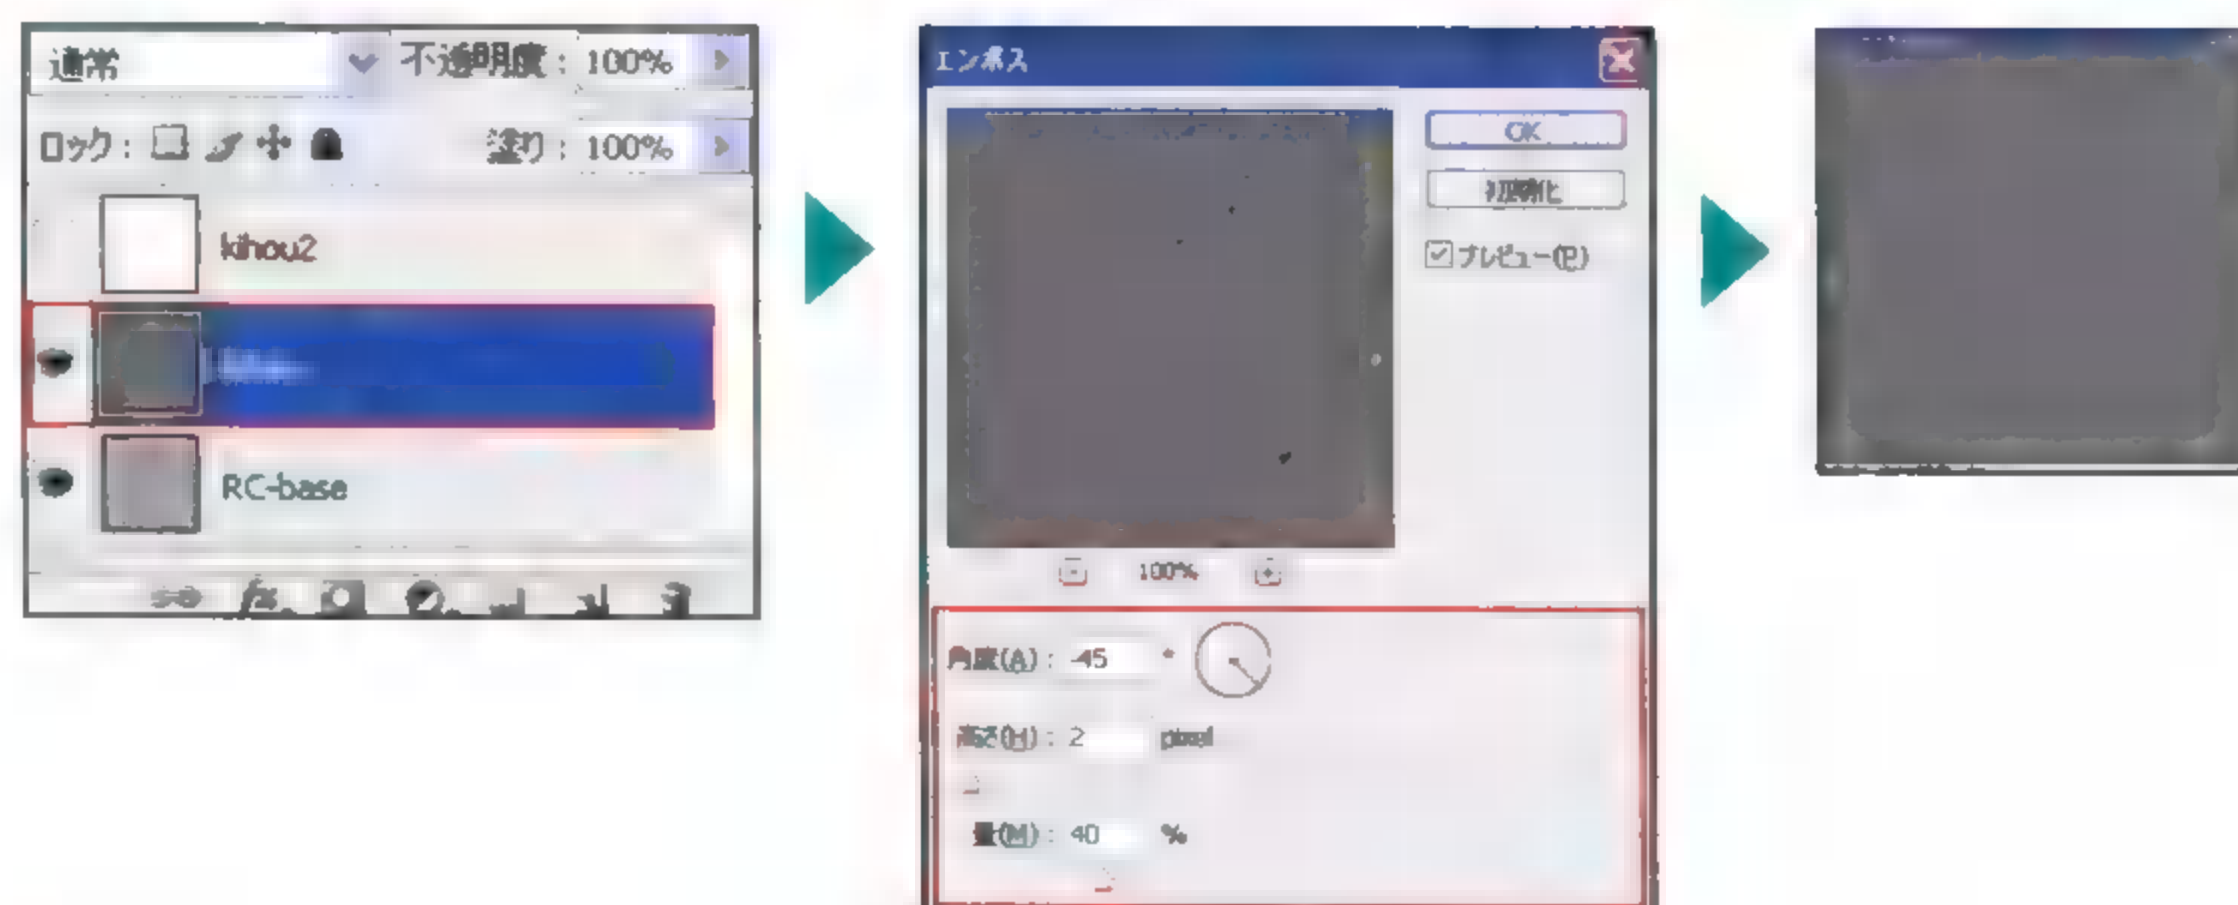 通常 不透明度 : 100%
ロック : 塗り : 100%
kihou2
RC-base
エンボス
OK
初期化
プレビュー(P)
100%
角度(A) : -45 °
高さ(H) : 2 pixel
量(M) : 40 %